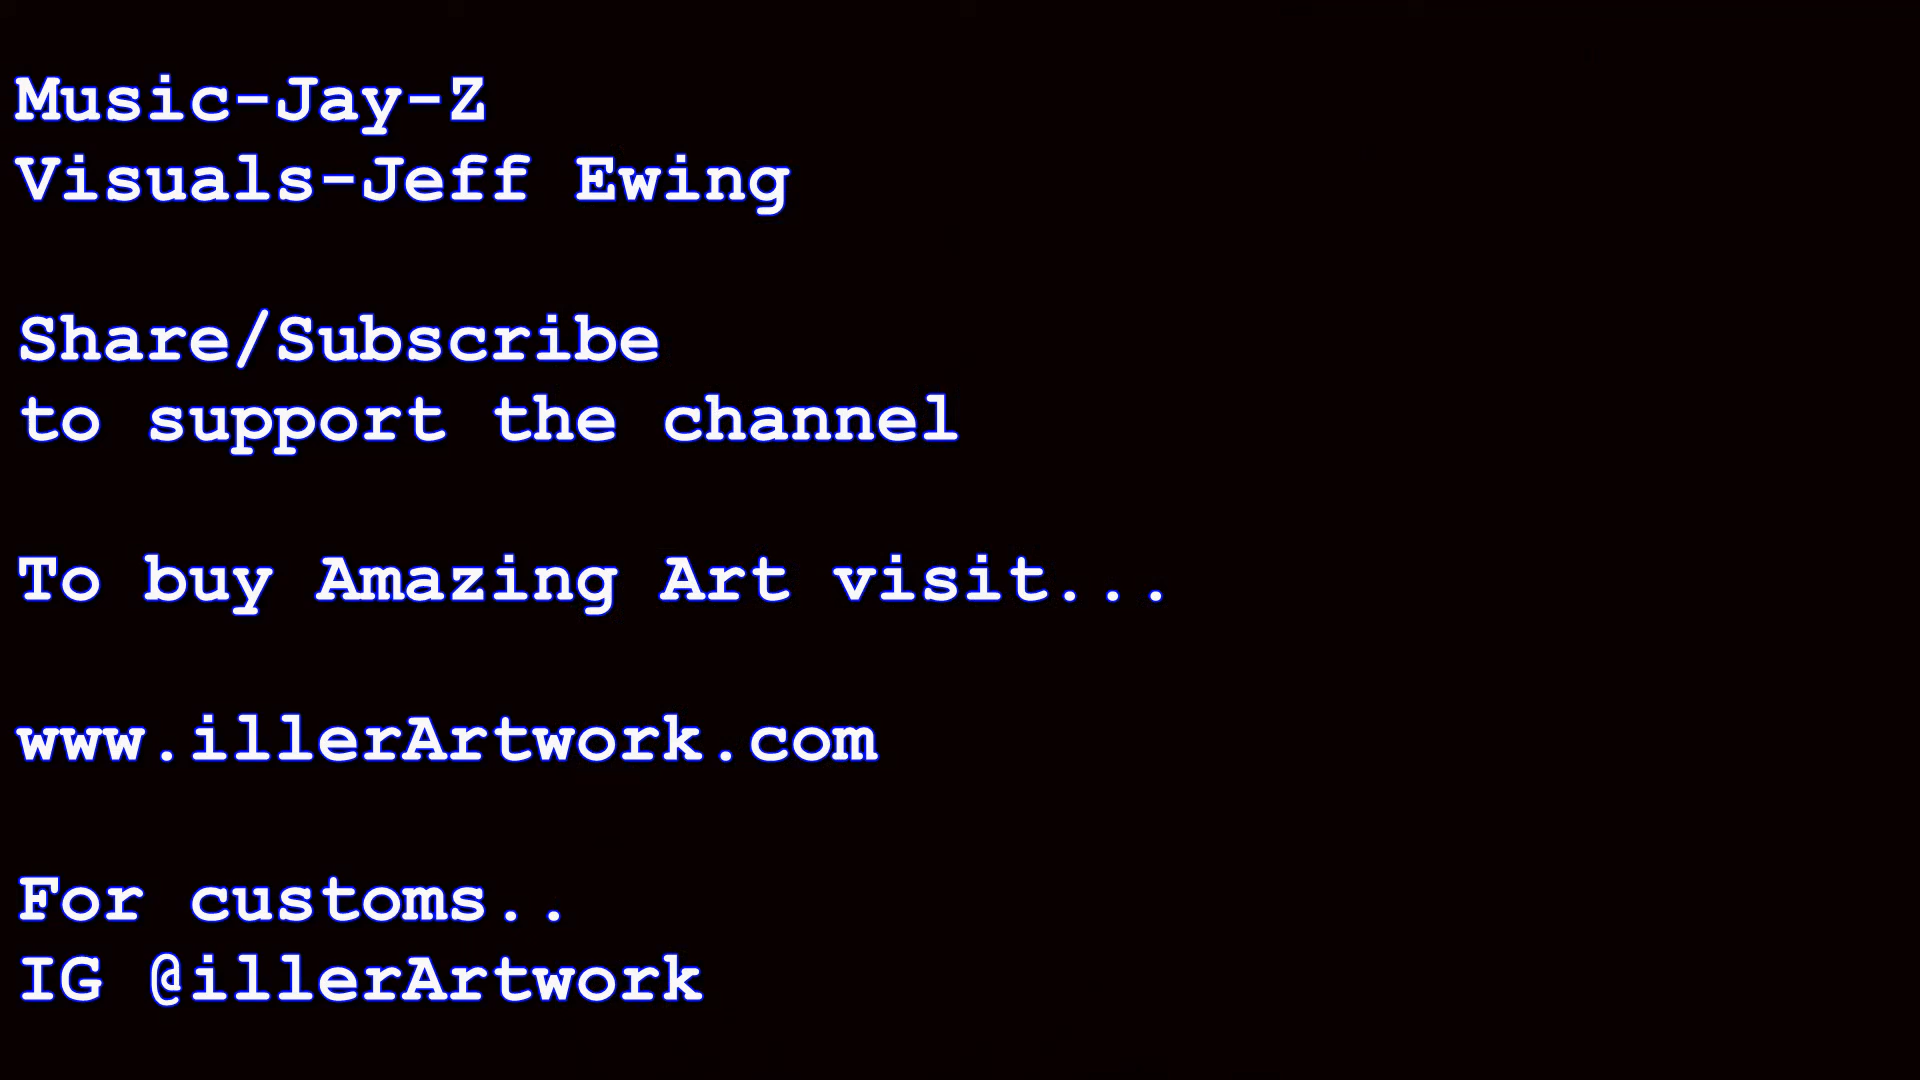 Music-Jay-Z
Visuals-Jeff Ewing
Share/Subscribe
to support the channel
To buy Amazing Art visit...
www.illerArtwork.com
For customs..
IG @illerArtwork